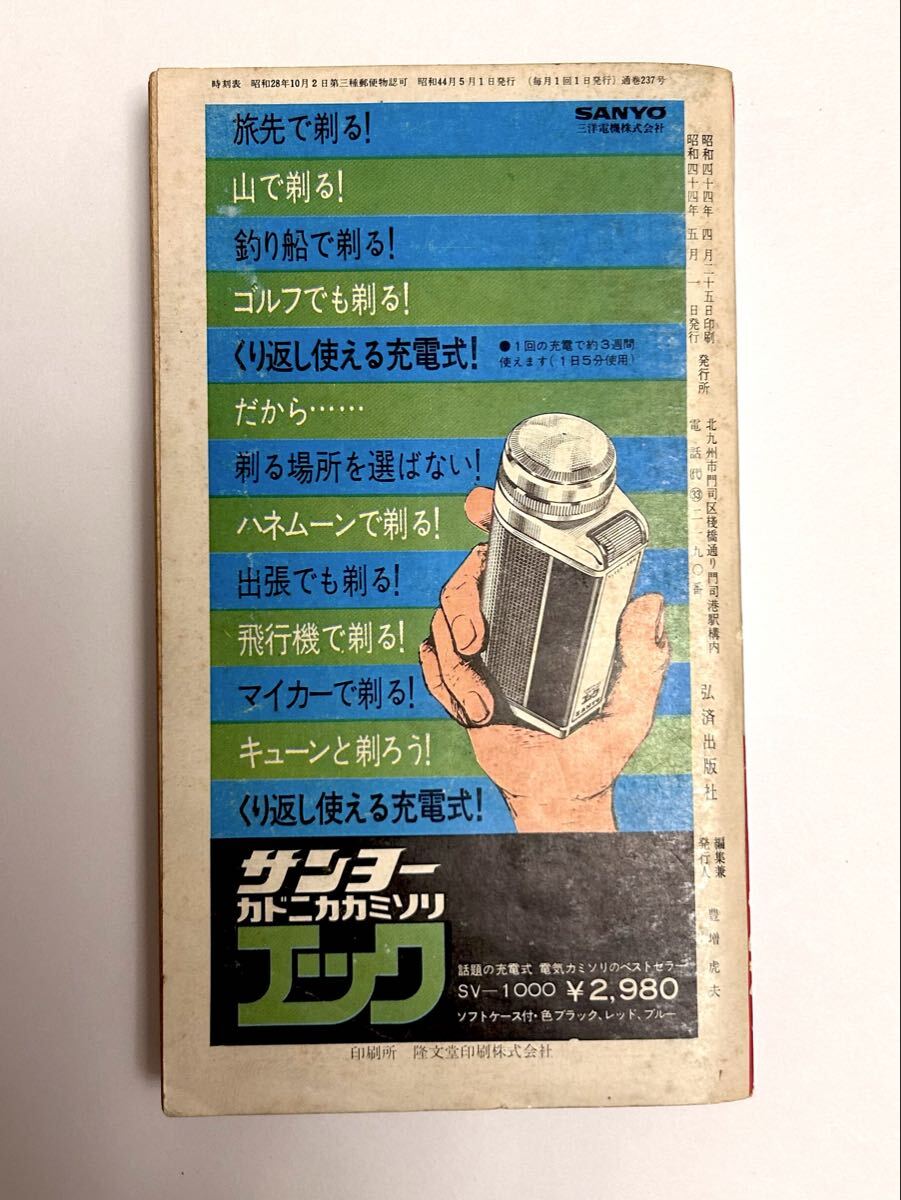 時刻表 昭和28年10月2日第三種郵便物認可 昭和44年5月1日発行 (毎月1回1日発行) 通巻237号
SANYO
三洋電機株式会社
旅先で剃る!
山で剃る!
釣り船で剃る!
ゴルフでも剃る!
くり返し使える充電式!
●1回の充電で約3週間
使えます(1日5分使用)
だから……
剃る場所を選ばない!
ハネムーンで剃る!
出張でも剃る!
飛行機で剃る!
マイカーで剃る!
キューンと剃ろう!
くり返し使える充電式!
エック
SANYO
サンヨー
カドニカカミソリ
エック
話題の充電式 電気カミソリのベストセラー
SV-1000 ¥2,980
ソフトケース付・色ブラック、レッド、ブルー
昭和四十四年 四月二十五日印刷
昭和四十四年 五月一日発行
発行所
北九州市門司区桟橋通り門司港駅構内
電話㈹㉝二一九〇番
弘済出版社
編集兼
発行人
豊増虎夫
印刷所 隆文堂印刷株式会社